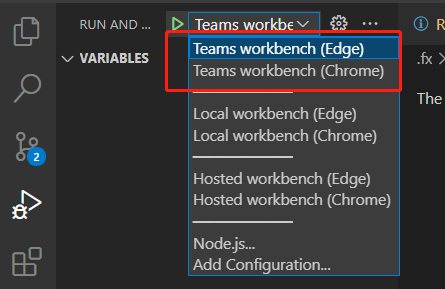 RUN AND ...
Teams workbe
R
VARIABLES
.fx
The
Teams workbench (Edge)
Teams workbench (Chrome)
Local workbench (Edge)
Local workbench (Chrome)
Hosted workbench (Edge)
Hosted workbench (Chrome)
Node.js...
Add Configuration...
2